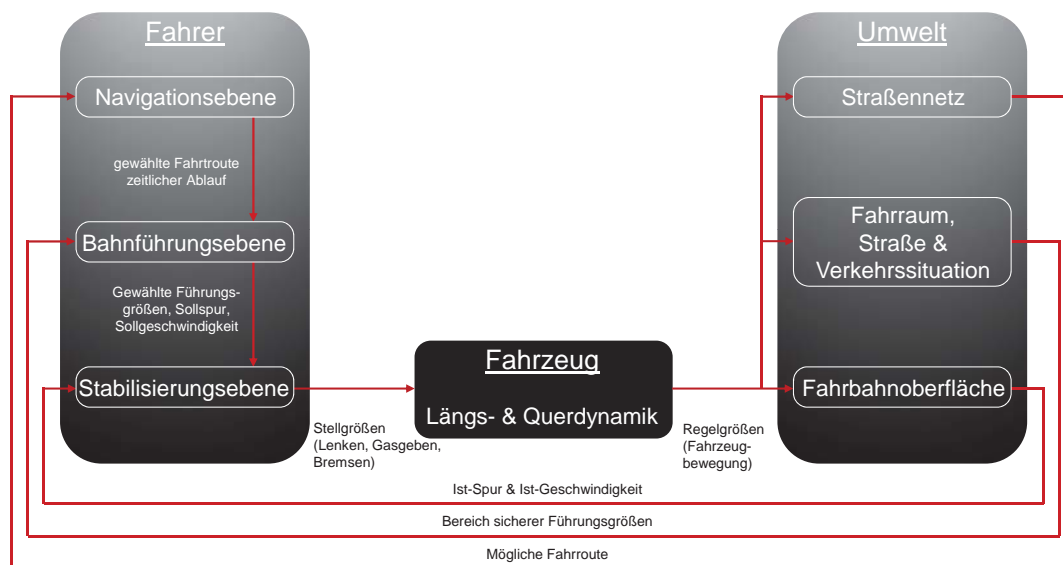 Fahrer
Navigationsebene
gewählte Fahrtroute
zeitlicher Ablauf
Bahnführungsebene
Gewählte Führungs-
größen, Sollspur,
Sollgeschwindigkeit
Stabilisierungsebene
Stellgrößen
(Lenken, Gasgeben,
Bremsen)
Fahrzeug
Längs- & Querdynamik
Regelgrößen
(Fahrzeug-
bewegung)
Umwelt
Straßennetz
Fahrraum,
Straße &
Verkehrssituation
Fahrbahnoberfläche
Ist-Spur & Ist-Geschwindigkeit
Bereich sicherer Führungsgrößen
Mögliche Fahrroute